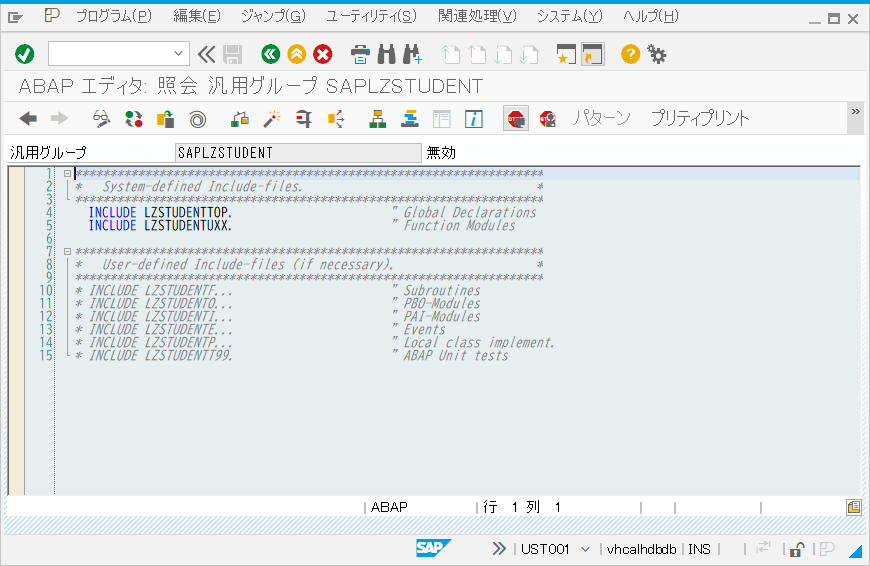 プログラム(P) 編集(E) ジャンプ(G) ユーティリティ(S) 関連処理(V) システム(Y) ヘルプ(H)
ABAP エディタ: 照会 汎用グループ SAPLZSTUDENT
パターン プリティプリント
汎用グループ SAPLZSTUDENT 無効
1 *******************************************************************
2 *   System-defined Include-files.                                 *
3 *******************************************************************
4   INCLUDE LZSTUDENTTOP.                      " Global Declarations
5   INCLUDE LZSTUDENTUXX.                      " Function Modules
6
7 *******************************************************************
8 *   User-defined Include-files (if necessary).                    *
9 *******************************************************************
10 * INCLUDE LZSTUDENTF...                      " Subroutines
11 * INCLUDE LZSTUDENTO...                      " PBO-Modules
12 * INCLUDE LZSTUDENTI...                      " PAI-Modules
13 * INCLUDE LZSTUDENTE...                      " Events
14 * INCLUDE LZSTUDENTP...                      " Local class implement.
15 * INCLUDE LZSTUDENTT99.                      " ABAP Unit tests
ABAP 行 1 列 1
SAP UST001 vhcalhdbdb INS